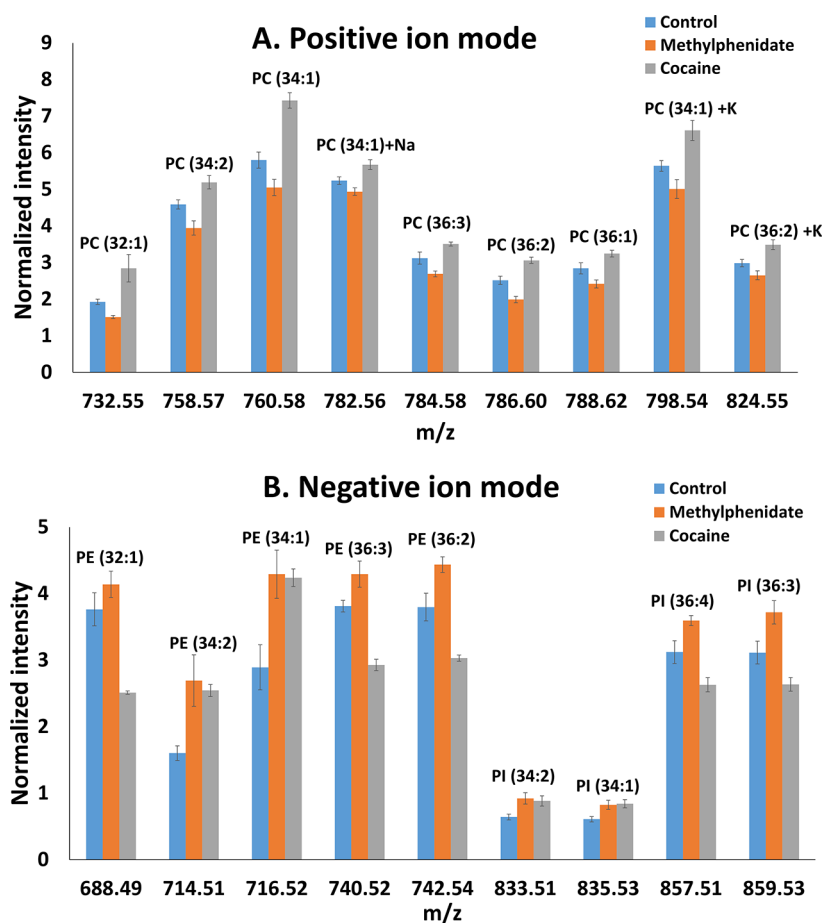 A. Positive ion mode
Control
Methylphenidate
Cocaine
Normalized intensity
9
8
7
6
5
4
3
2
1
0
PC (32:1)
PC (34:2)
PC (34:1)
PC (34:1)+Na
PC (36:3)
PC (36:2)
PC (36:1)
PC (34:1) +K
PC (36:2) +K
732.55 758.57 760.58 782.56 784.58 786.60 788.62 798.54 824.55
m/z
B. Negative ion mode
Control
Methylphenidate
Cocaine
Normalized intensity
5
4
3
2
1
0
PE (32:1)
PE (34:2)
PE (34:1)
PE (36:3)
PE (36:2)
PI (34:2)
PI (34:1)
PI (36:4)
PI (36:3)
688.49 714.51 716.52 740.52 742.54 833.51 835.53 857.51 859.53
m/z